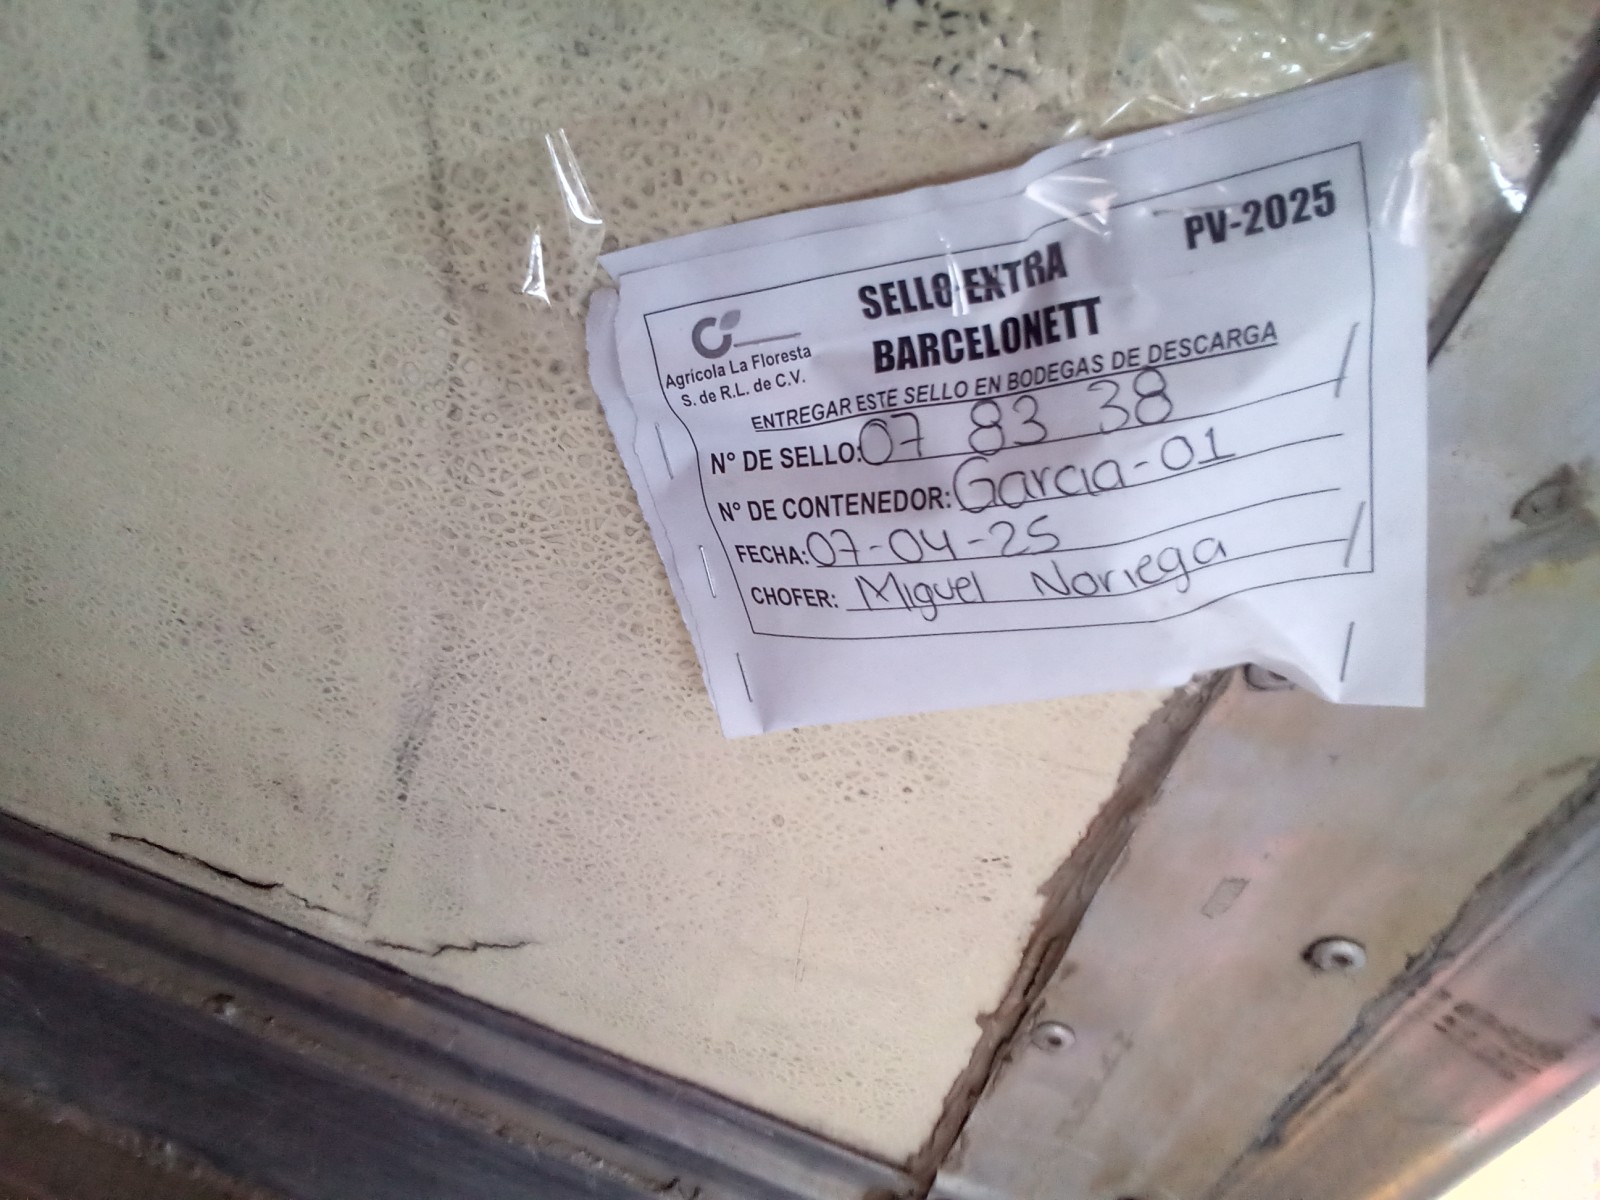 PV-2025
SELLO EXTRA
BARCELONETT
Agrícola La Floresta
S. de R.L. de C.V.
ENTREGAR ESTE SELLO EN BODEGAS DE DESCARGA
N° DE SELLO: 07 83 38
N° DE CONTENEDOR: Garcia-01
FECHA: 07-04-25
CHOFER: Miguel Noriega